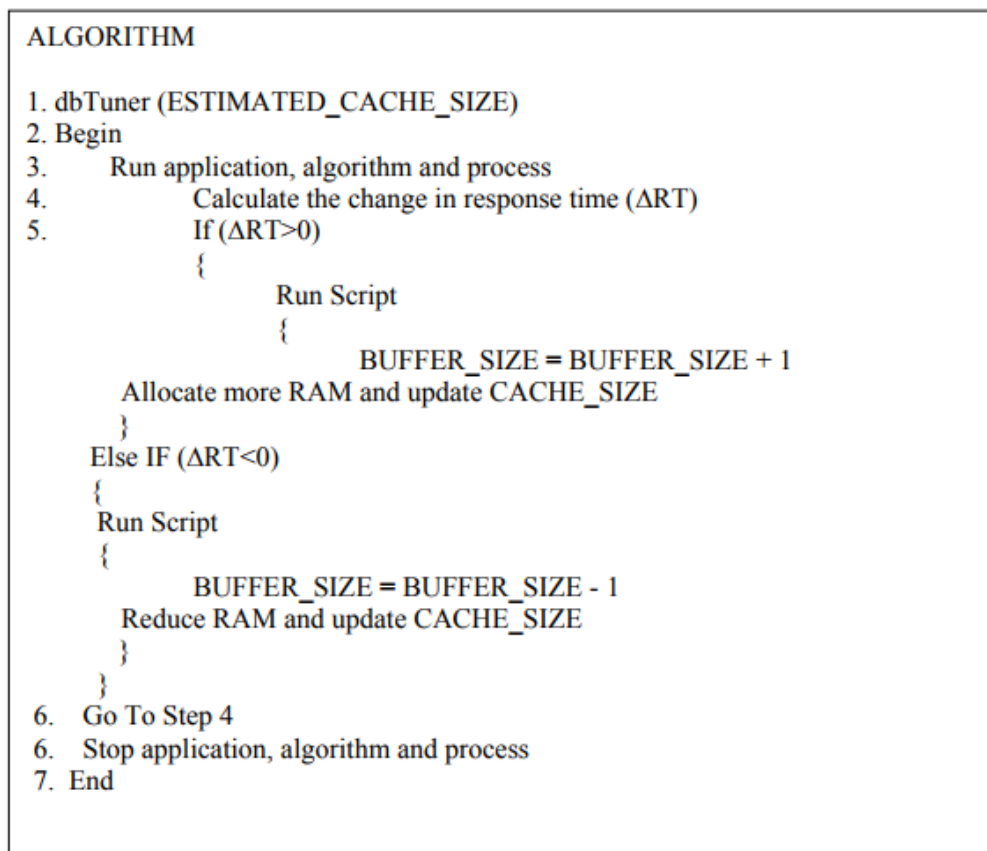 ALGORITHM
1. dbTuner (ESTIMATED_CACHE_SIZE)
2. Begin
3. Run application, algorithm and process
4. Calculate the change in response time (ΔRT)
5. If (ΔRT>0)
{
Run Script
{
BUFFER_SIZE = BUFFER_SIZE + 1
Allocate more RAM and update CACHE_SIZE
}
Else IF (ΔRT<0)
{
Run Script
{
BUFFER_SIZE = BUFFER_SIZE - 1
Reduce RAM and update CACHE_SIZE
}
}
6. Go To Step 4
6. Stop application, algorithm and process
7. End